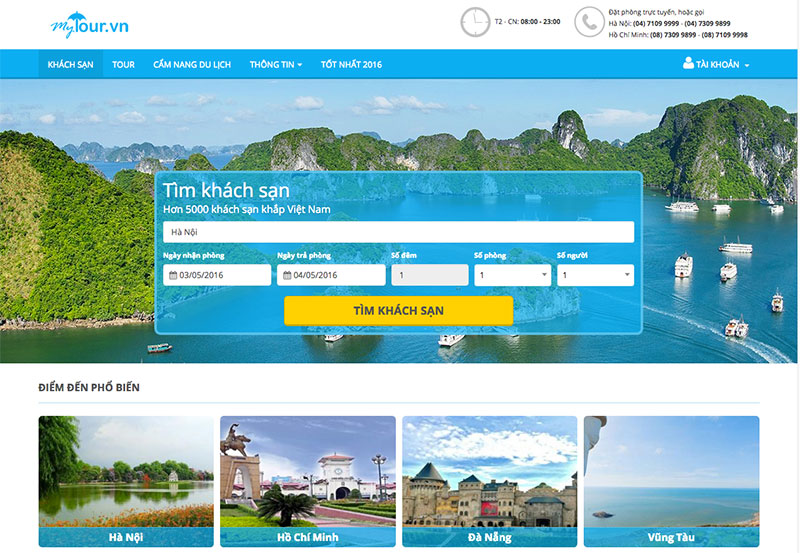 MyTour.vn
T2 - CN: 08:00 - 23:00
Đặt phòng trực tuyến, hoặc gọi
Hà Nội: (04) 7109 9999 - (04) 7309 9899
Hồ Chí Minh: (08) 7309 9899 - (08) 7109 9998
KHÁCH SẠN TOUR CẨM NANG DU LỊCH THÔNG TIN TỐT NHẤT 2016 TÀI KHOẢN
Tìm khách sạn
Hơn 5000 khách sạn khắp Việt Nam
Hà Nội
Ngày nhận phòng Ngày trả phòng Số đêm Số phòng Số người
03/05/2016 04/05/2016 1 1 1
TÌM KHÁCH SẠN
ĐIỂM ĐẾN PHỔ BIẾN
Hà Nội Hồ Chí Minh Đà Nẵng Vũng Tàu